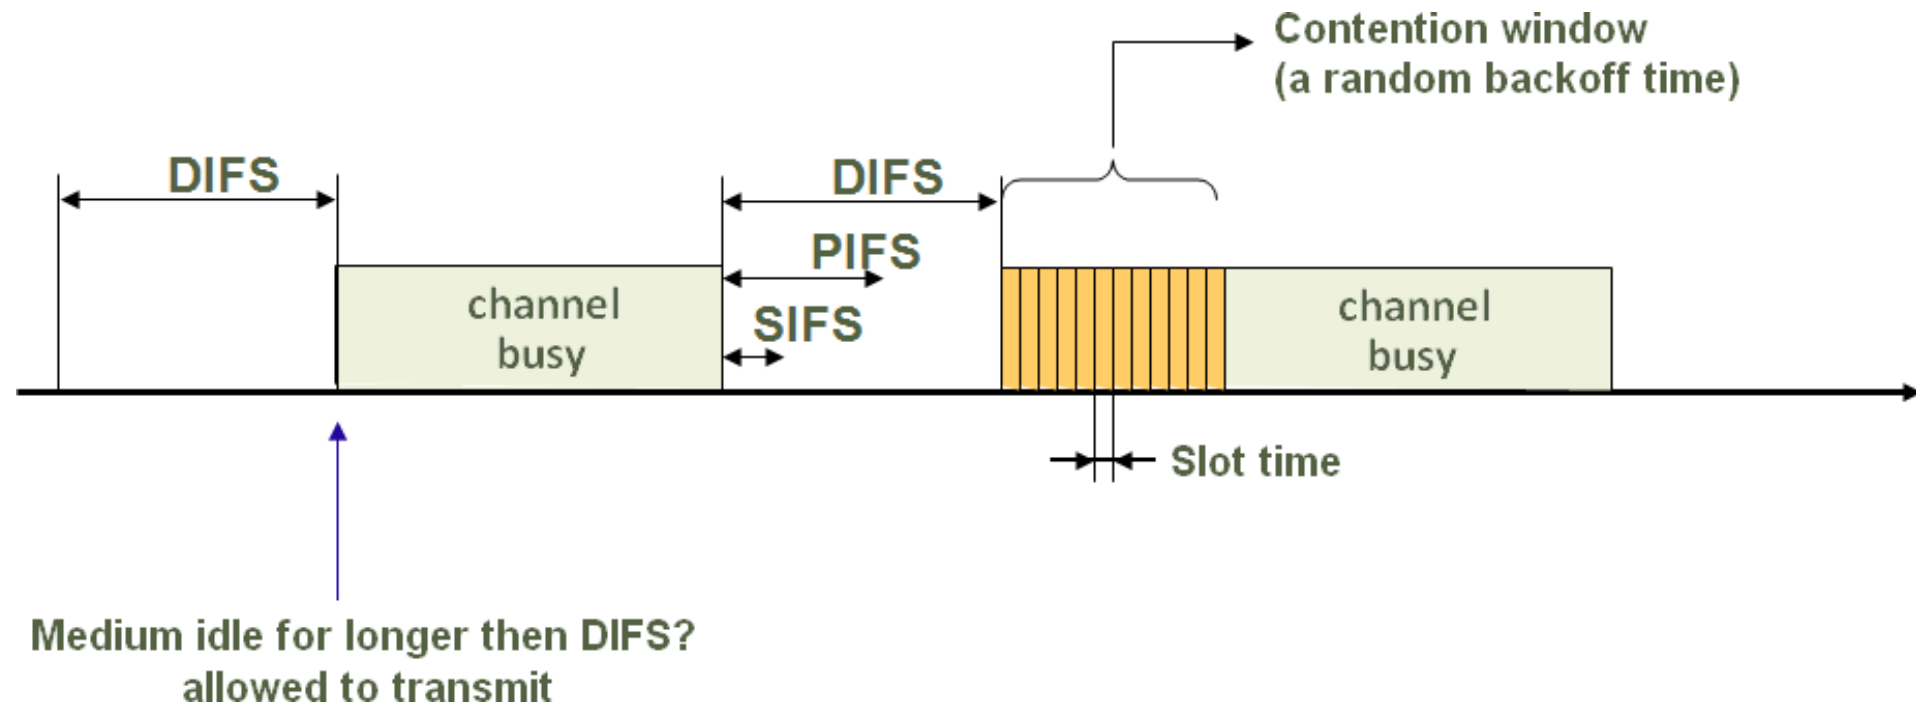 Contention window
(a random backoff time)
DIFS
DIFS
PIFS
SIFS
channel
busy
channel
busy
Slot time
Medium idle for longer then DIFS?
allowed to transmit